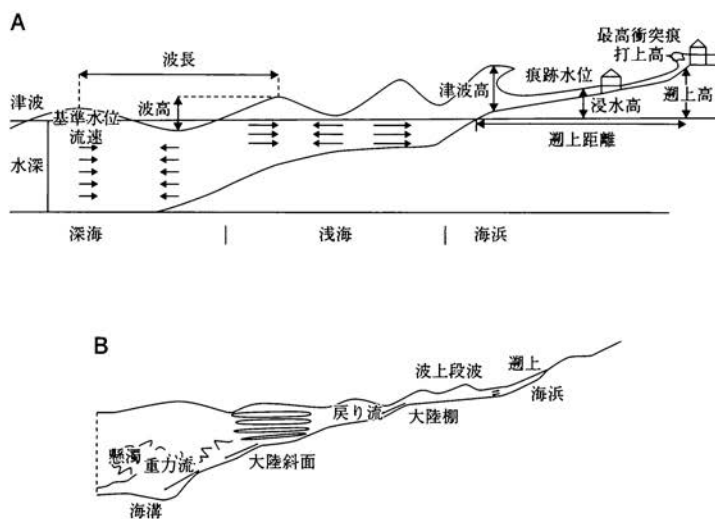 A
最高衝突痕
打上高
波長
痕跡水位
津波
波高
津波高
基準水位
流速
浸水高
遡上高
遡上距離
水深
深海
浅海
海浜
B
波上段波
遡上
戻り流
海浜
大陸棚
懸濁
重力流
大陸斜面
海溝